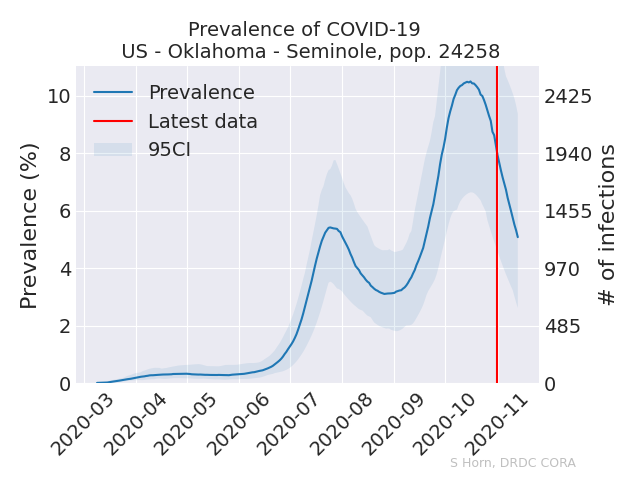 Prevalence of COVID-19
US - Oklahoma - Seminole, pop. 24258
Prevalence
Latest data
95CI
Prevalence (%)
10
8
6
4
2
0
2425
1940
1455
970
485
0
# of infections
2020-03
2020-04
2020-05
2020-06
2020-07
2020-08
2020-09
2020-10
2020-11
S Horn, DRDC CORA